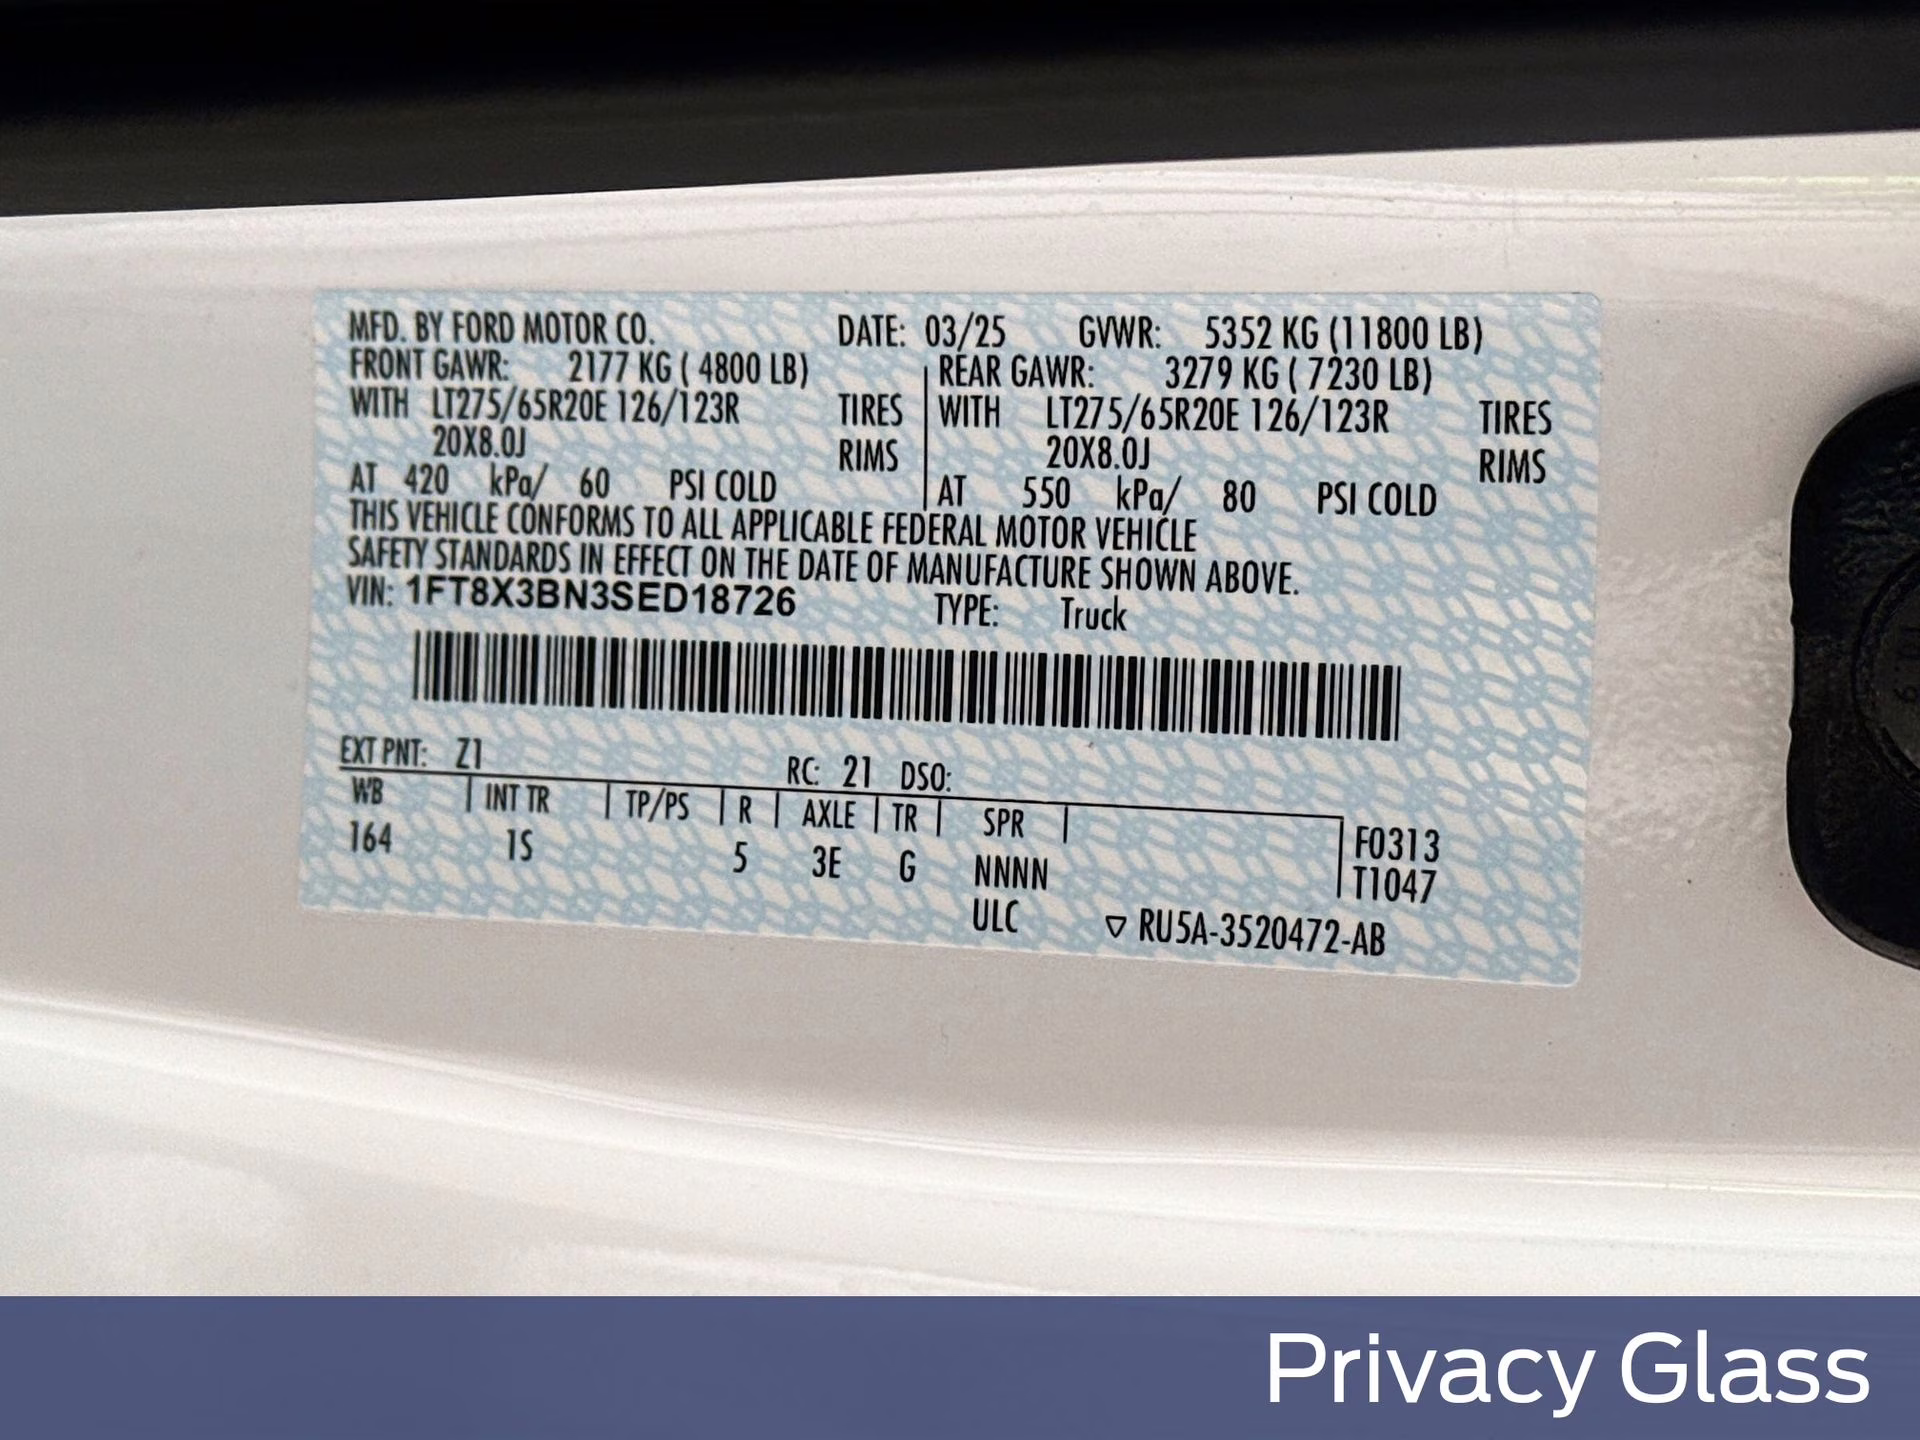 MFD. BY FORD MOTOR CO. DATE: 03/25 GVWR: 5352 KG (11800 LB)
FRONT GAWR: 2177 KG ( 4800 LB) REAR GAWR: 3279 KG ( 7230 LB)
WITH LT275/65R20E 126/123R TIRES WITH LT275/65R20E 126/123R TIRES
20X8.0J RIMS 20X8.0J RIMS
AT 420 kPa/ 60 PSI COLD AT 550 kPa/ 80 PSI COLD
THIS VEHICLE CONFORMS TO ALL APPLICABLE FEDERAL MOTOR VEHICLE
SAFETY STANDARDS IN EFFECT ON THE DATE OF MANUFACTURE SHOWN ABOVE.
VIN: 1FT8X3BN3SED18726 TYPE: Truck
EXT PNT: Z1 RC: 21 DSO:
WB INT TR TP/PS R AXLE TR SPR
164 1S 5 3E G NNNN
F0313
T1047
ULC ▽ RU5A-3520472-AB
Privacy Glass